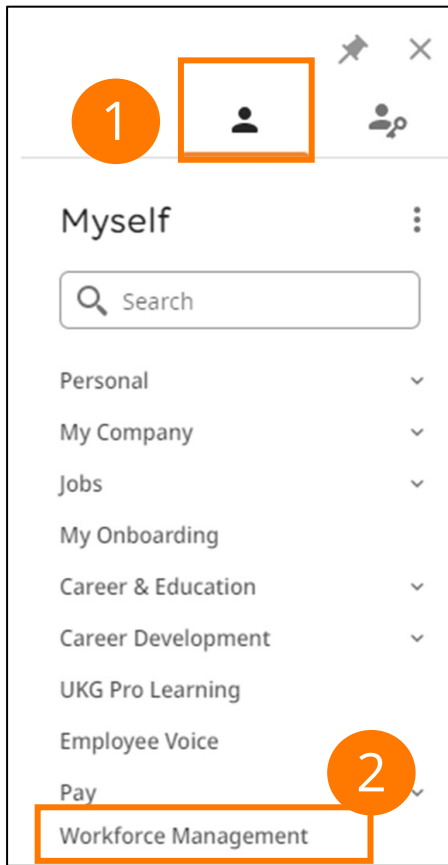 1
Myself
Search
Personal
My Company
Jobs
My Onboarding
Career & Education
Career Development
UKG Pro Learning
Employee Voice
2
Pay
Workforce Management